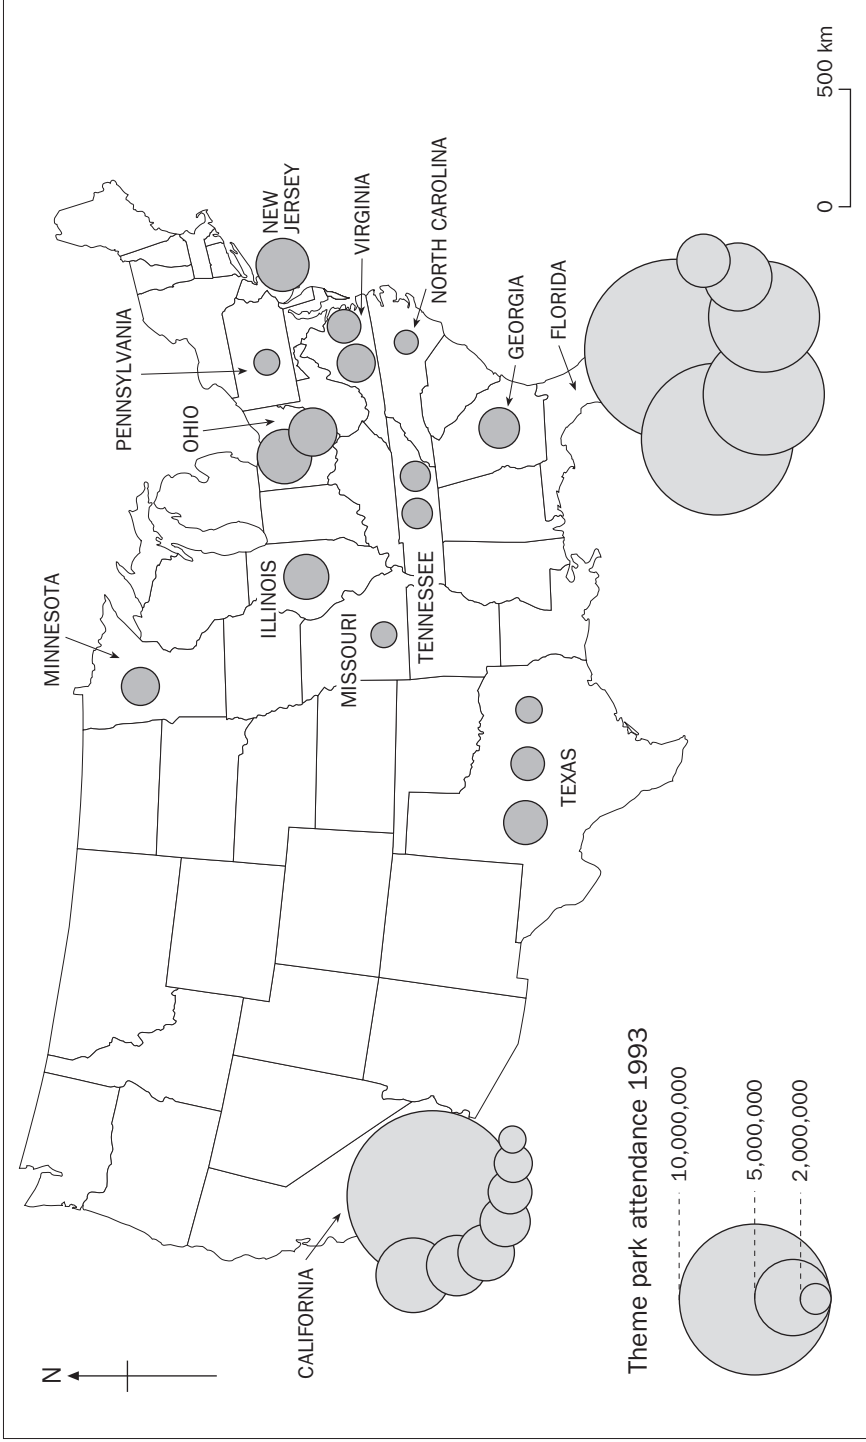 N
CALIFORNIA
MINNESOTA
ILLINOIS
MISSOURI
TENNESSEE
TEXAS
PENNSYLVANIA
OHIO
NEW
JERSEY
VIRGINIA
NORTH CAROLINA
GEORGIA
FLORIDA
Theme park attendance 1993
10,000,000
5,000,000
2,000,000
0 500 km